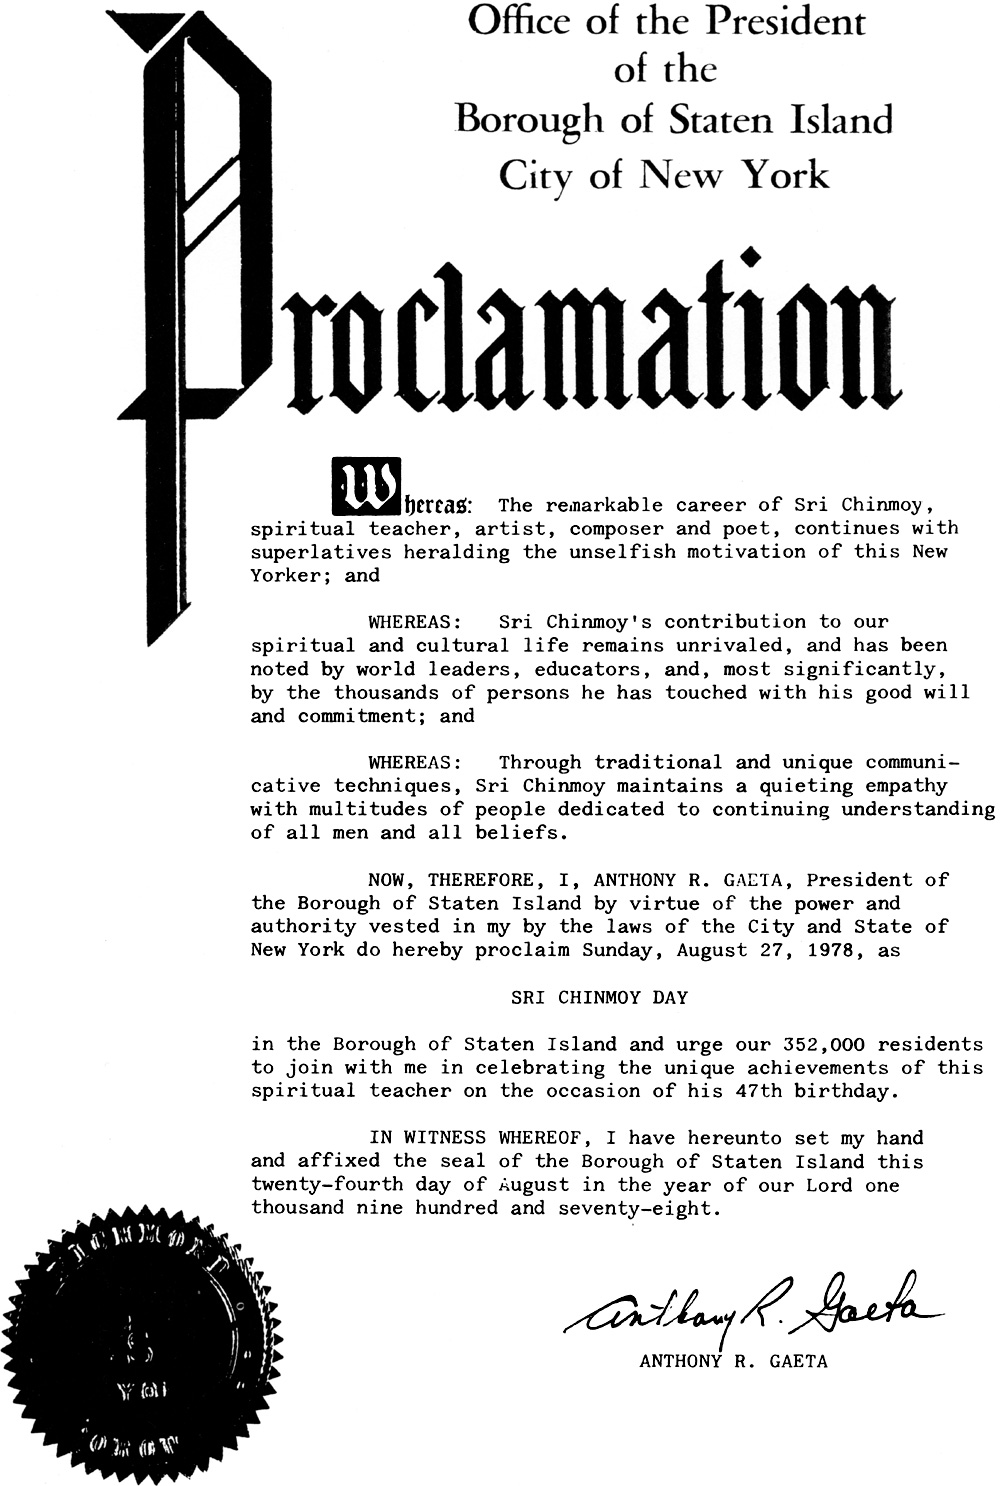 Office of the President
of the
Borough of Staten Island
City of New York
Proclamation
Whereas: The remarkable career of Sri Chinmoy,
spiritual teacher, artist, composer and poet, continues with
superlatives heralding the unselfish motivation of this New
Yorker; and
WHEREAS: Sri Chinmoy's contribution to our
spiritual and cultural life remains unrivaled, and has been
noted by world leaders, educators, and, most significantly,
by the thousands of persons he has touched with his good will
and commitment; and
WHEREAS: Through traditional and unique communi-
cative techniques, Sri Chinmoy maintains a quieting empathy
with multitudes of people dedicated to continuing understanding
of all men and all beliefs.
NOW, THEREFORE, I, ANTHONY R. GAETA, President of
the Borough of Staten Island by virtue of the power and
authority vested in my by the laws of the City and State of
New York do hereby proclaim Sunday, August 27, 1978, as
SRI CHINMOY DAY
in the Borough of Staten Island and urge our 352,000 residents
to join with me in celebrating the unique achievements of this
spiritual teacher on the occasion of his 47th birthday.
IN WITNESS WHEREOF, I have hereunto set my hand
and affixed the seal of the Borough of Staten Island this
twenty-fourth day of August in the year of our Lord one
thousand nine hundred and seventy-eight.
Anthony R. Gaeta
ANTHONY R. GAETA
RICHMOND